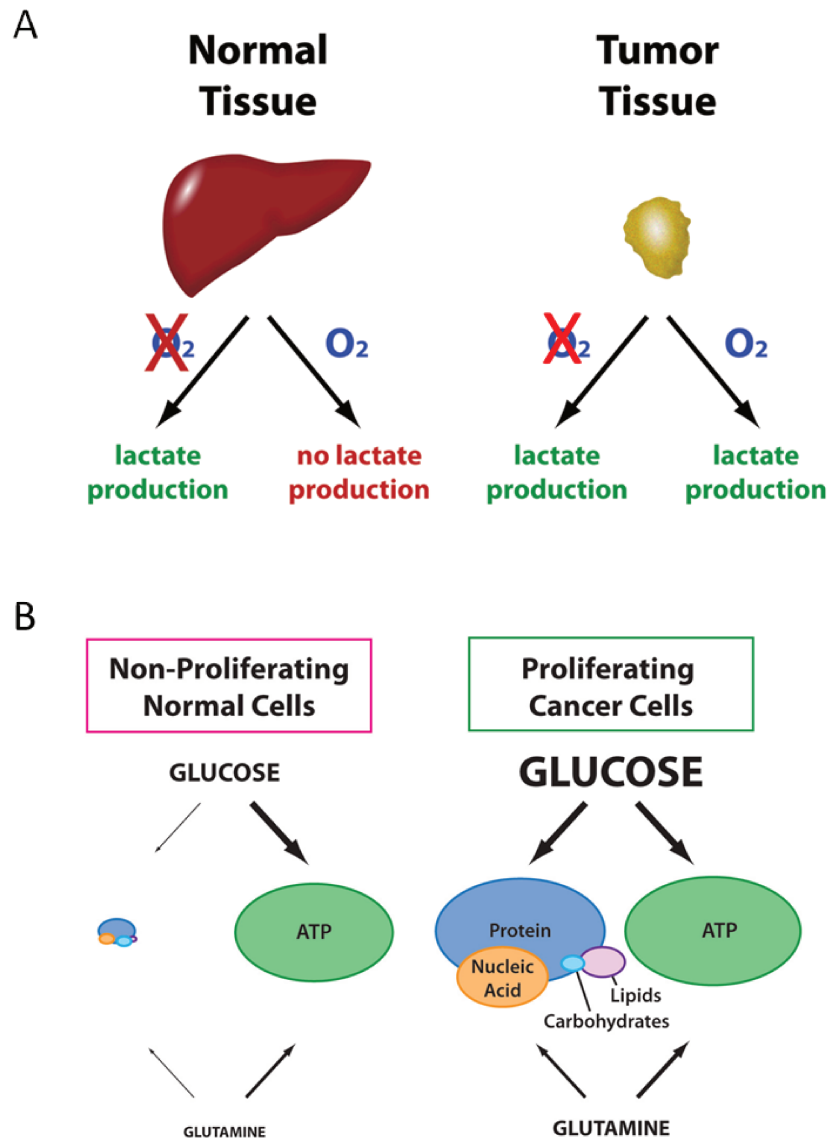 A
Normal
Tissue
Tumor
Tissue
O2
O2
O2
O2
lactate
production
no lactate
production
lactate
production
lactate
production
B
Non-Proliferating
Normal Cells
Proliferating
Cancer Cells
GLUCOSE
GLUCOSE
ATP
Protein
Nucleic
Acid
ATP
Lipids
Carbohydrates
GLUTAMINE
GLUTAMINE